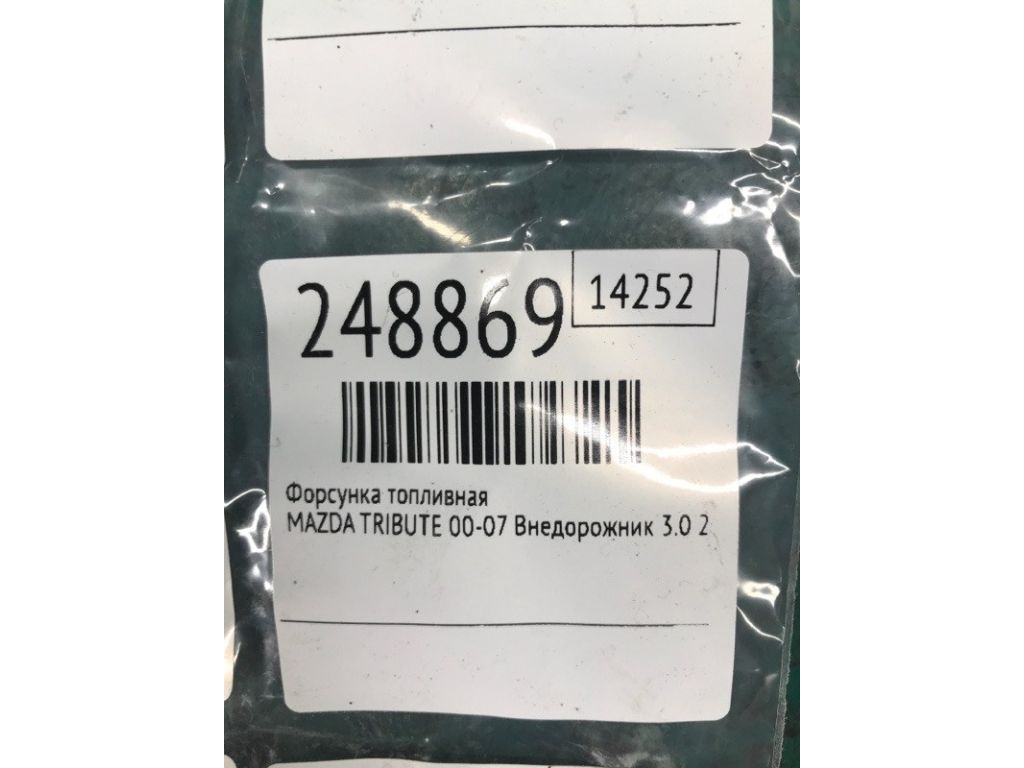 248869 14252
Форсунка топливная
MAZDA TRIBUTE 00-07 Внедорожник 3.0 2